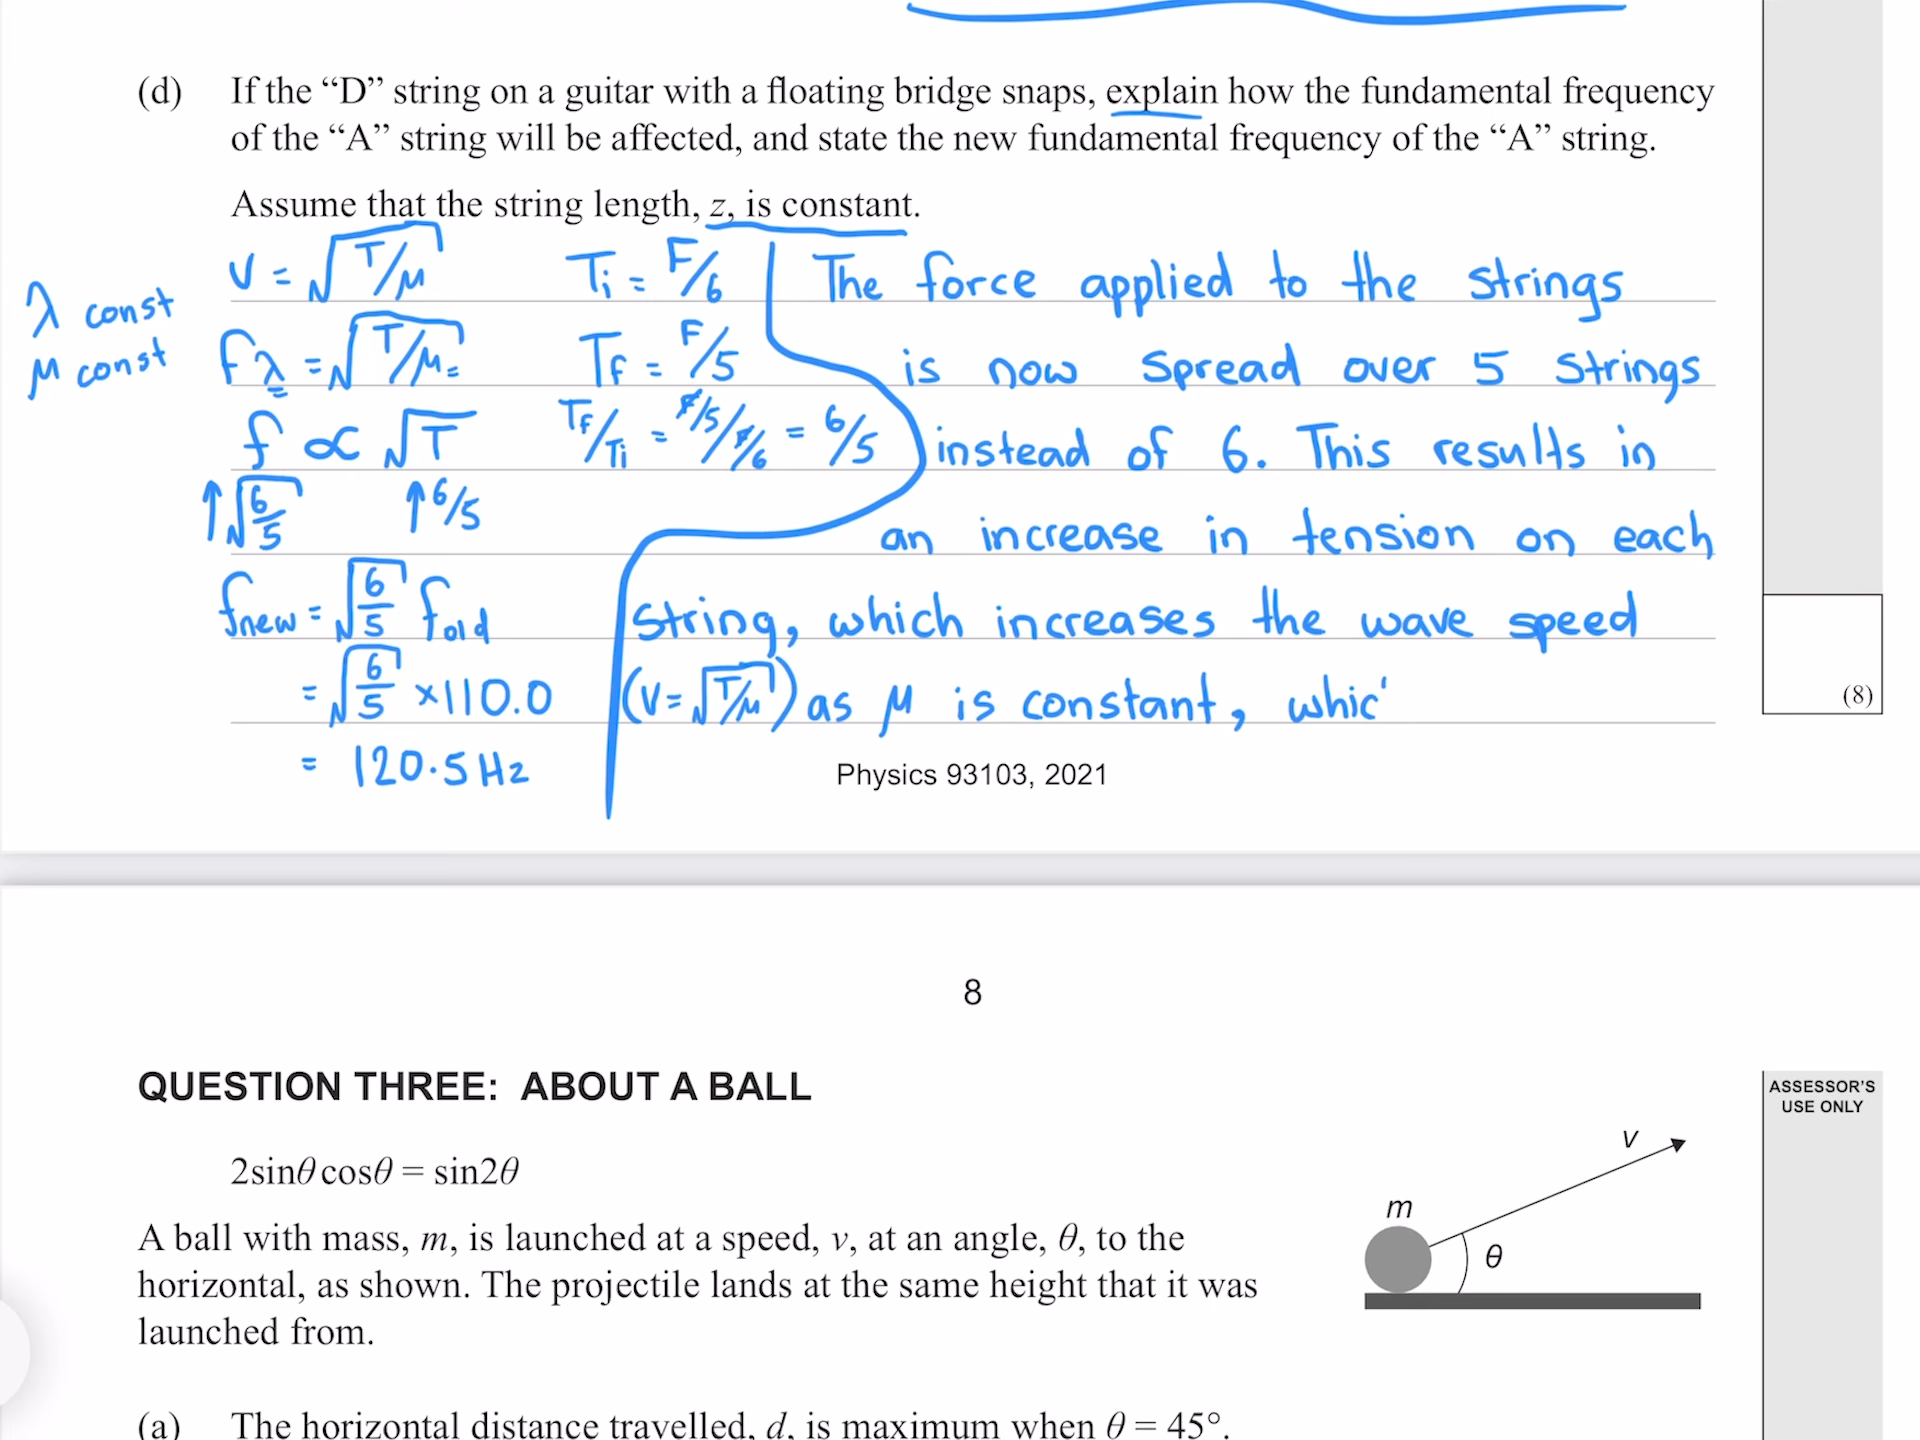 (d) If the “D” string on a guitar with a floating bridge snaps, explain how the fundamental frequency
of the “A” string will be affected, and state the new fundamental frequency of the “A” string.
Assume that the string length, z, is constant.
λ const
μ const
v = √T/μ
fλ = √T/μ
f ∝ √T
↑√6/5 ↑6/5
fnew = √6/5 fold
= √6/5 ×110.0
= 120.5 Hz
Ti = F/6
Tf = F/5
Tf/Ti = F/5/F/6 = 6/5
The force applied to the strings
is now spread over 5 strings
instead of 6. This results in
an increase in tension on each
string, which increases the wave speed
(v=√T/μ) as μ is constant, whic'
(8)
Physics 93103, 2021
8
QUESTION THREE: ABOUT A BALL
ASSESSOR’S
USE ONLY
2sinθcosθ = sin2θ
A ball with mass, m, is launched at a speed, v, at an angle, θ, to the
horizontal, as shown. The projectile lands at the same height that it was
launched from.
v
m
θ
(a) The horizontal distance travelled, d, is maximum when θ = 45°.